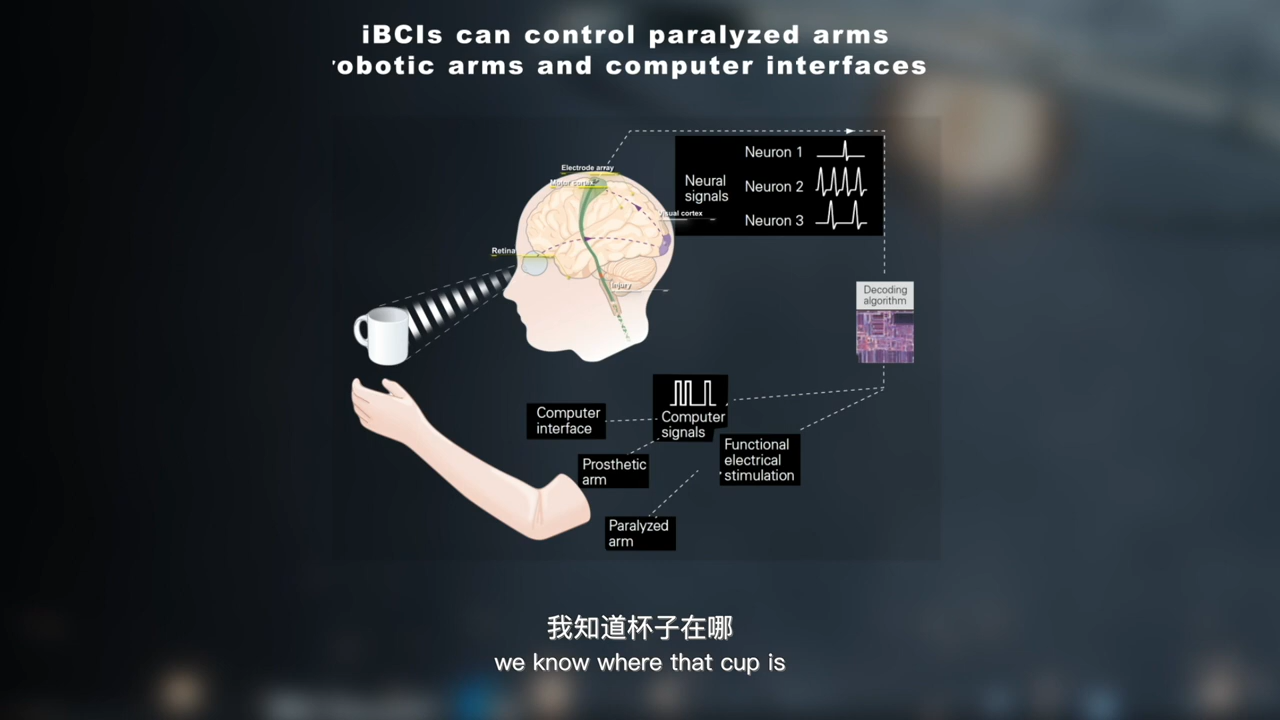 iBCIs can control paralyzed arms
robotic arms and computer interfaces
Electrode array
Motor cortex
Visual cortex
Retina
Injury
Neural
signals
Neuron 1
Neuron 2
Neuron 3
Decoding
algorithm
Computer
signals
Computer
interface
Functional
electrical
stimulation
Prosthetic
arm
Paralyzed
arm
我知道杯子在哪
we know where that cup is